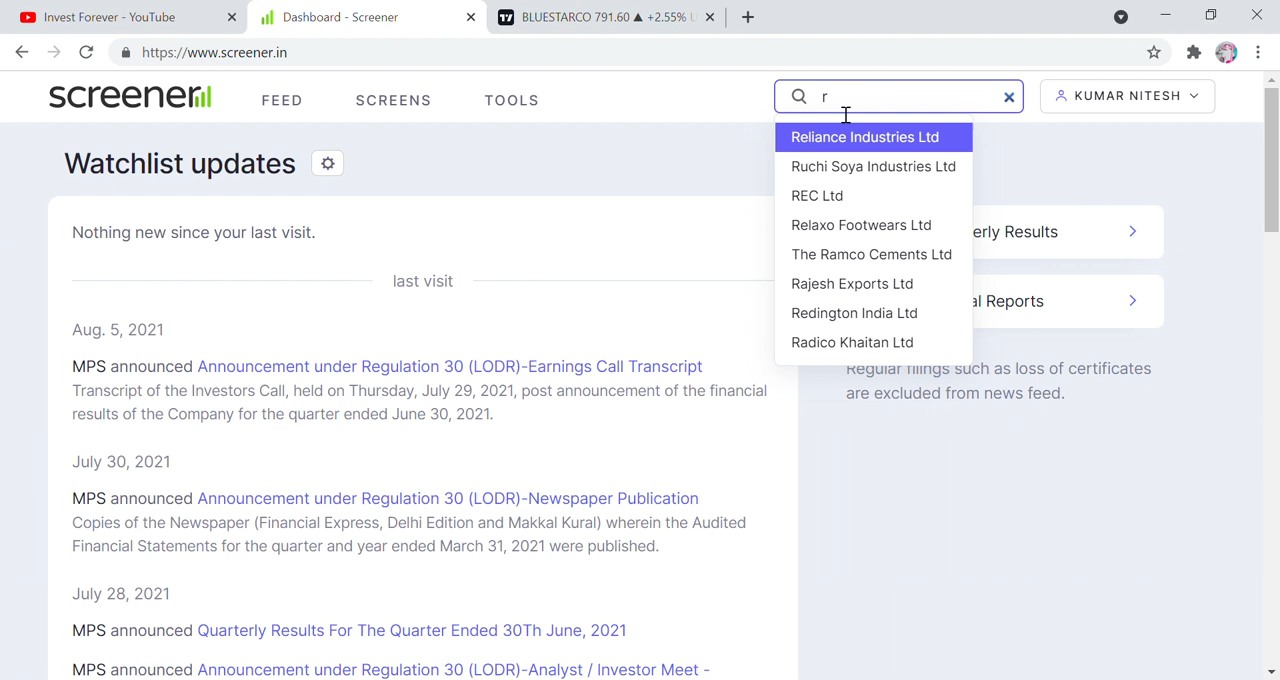 Invest Forever - YouTube
Dashboard - Screener
BLUESTARCO 791.60 ▲ +2.55%
https://www.screener.in
screener
FEED
SCREENS
TOOLS
r
KUMAR NITESH
Reliance Industries Ltd
Ruchi Soya Industries Ltd
REC Ltd
Relaxo Footwears Ltd
The Ramco Cements Ltd
Rajesh Exports Ltd
Redington India Ltd
Radico Khaitan Ltd
Watchlist updates
Nothing new since your last visit.
last visit
Aug. 5, 2021
MPS announced Announcement under Regulation 30 (LODR)-Earnings Call Transcript
Transcript of the Investors Call, held on Thursday, July 29, 2021, post announcement of the financial
results of the Company for the quarter ended June 30, 2021.
July 30, 2021
MPS announced Announcement under Regulation 30 (LODR)-Newspaper Publication
Copies of the Newspaper (Financial Express, Delhi Edition and Makkal Kural) wherein the Audited
Financial Statements for the quarter and year ended March 31, 2021 were published.
July 28, 2021
MPS announced Quarterly Results For The Quarter Ended 30Th June, 2021
MPS announced Announcement under Regulation 30 (LODR)-Analyst / Investor Meet -
erly Results
al Reports
Regular filings such as loss of certificates
are excluded from news feed.